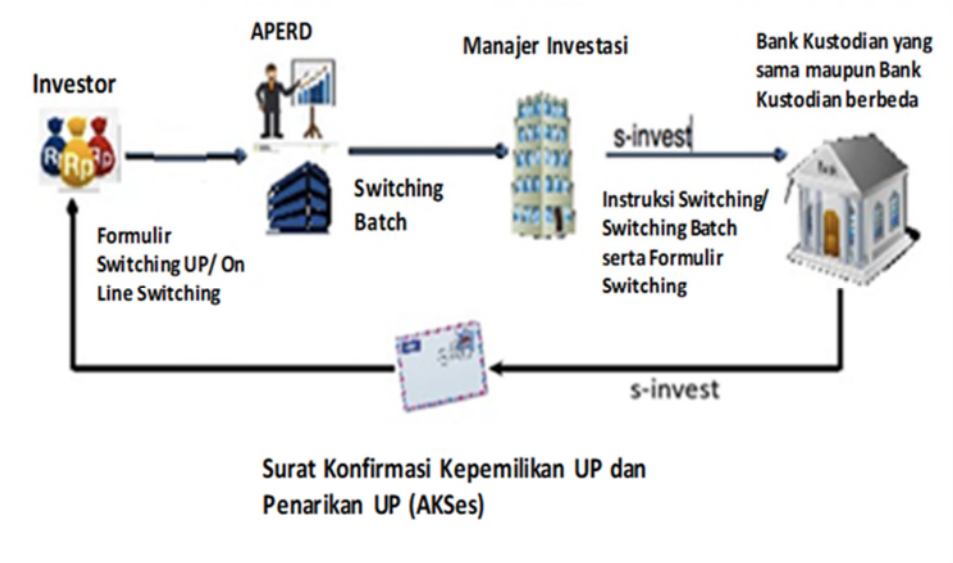 APERD
Manajer Investasi
Bank Kustodian yang
sama maupun Bank
Kustodian berbeda
Investor
Rp
s-invest
Switching
Batch
Instruksi Switching/
Switching Batch
serta Formulir
Switching
Formulir
Switching UP/ On
Line Switching
s-invest
Surat Konfirmasi Kepemilikan UP dan
Penarikan UP (AKSes)